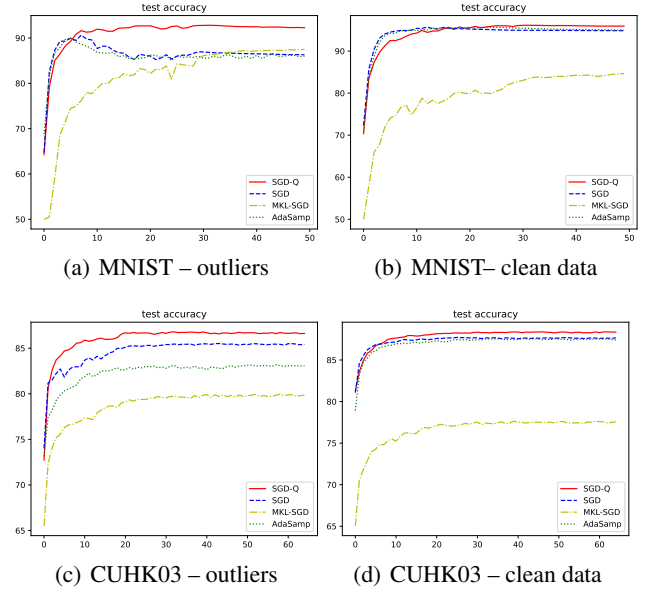 test accuracy
90
80
70
60
50
0
10
20
30
40
50
SGD-Q
SGD
MKL-SGD
AdaSamp
(a) MNIST – outliers
test accuracy
90
80
70
60
50
0
10
20
30
40
50
SGD-Q
SGD
MKL-SGD
AdaSamp
(b) MNIST– clean data
test accuracy
85
80
75
70
65
0
10
20
30
40
50
60
SGD-Q
SGD
MKL-SGD
AdaSamp
(c) CUHK03 – outliers
test accuracy
85
80
75
70
65
0
10
20
30
40
50
60
SGD-Q
SGD
MKL-SGD
AdaSamp
(d) CUHK03 – clean data